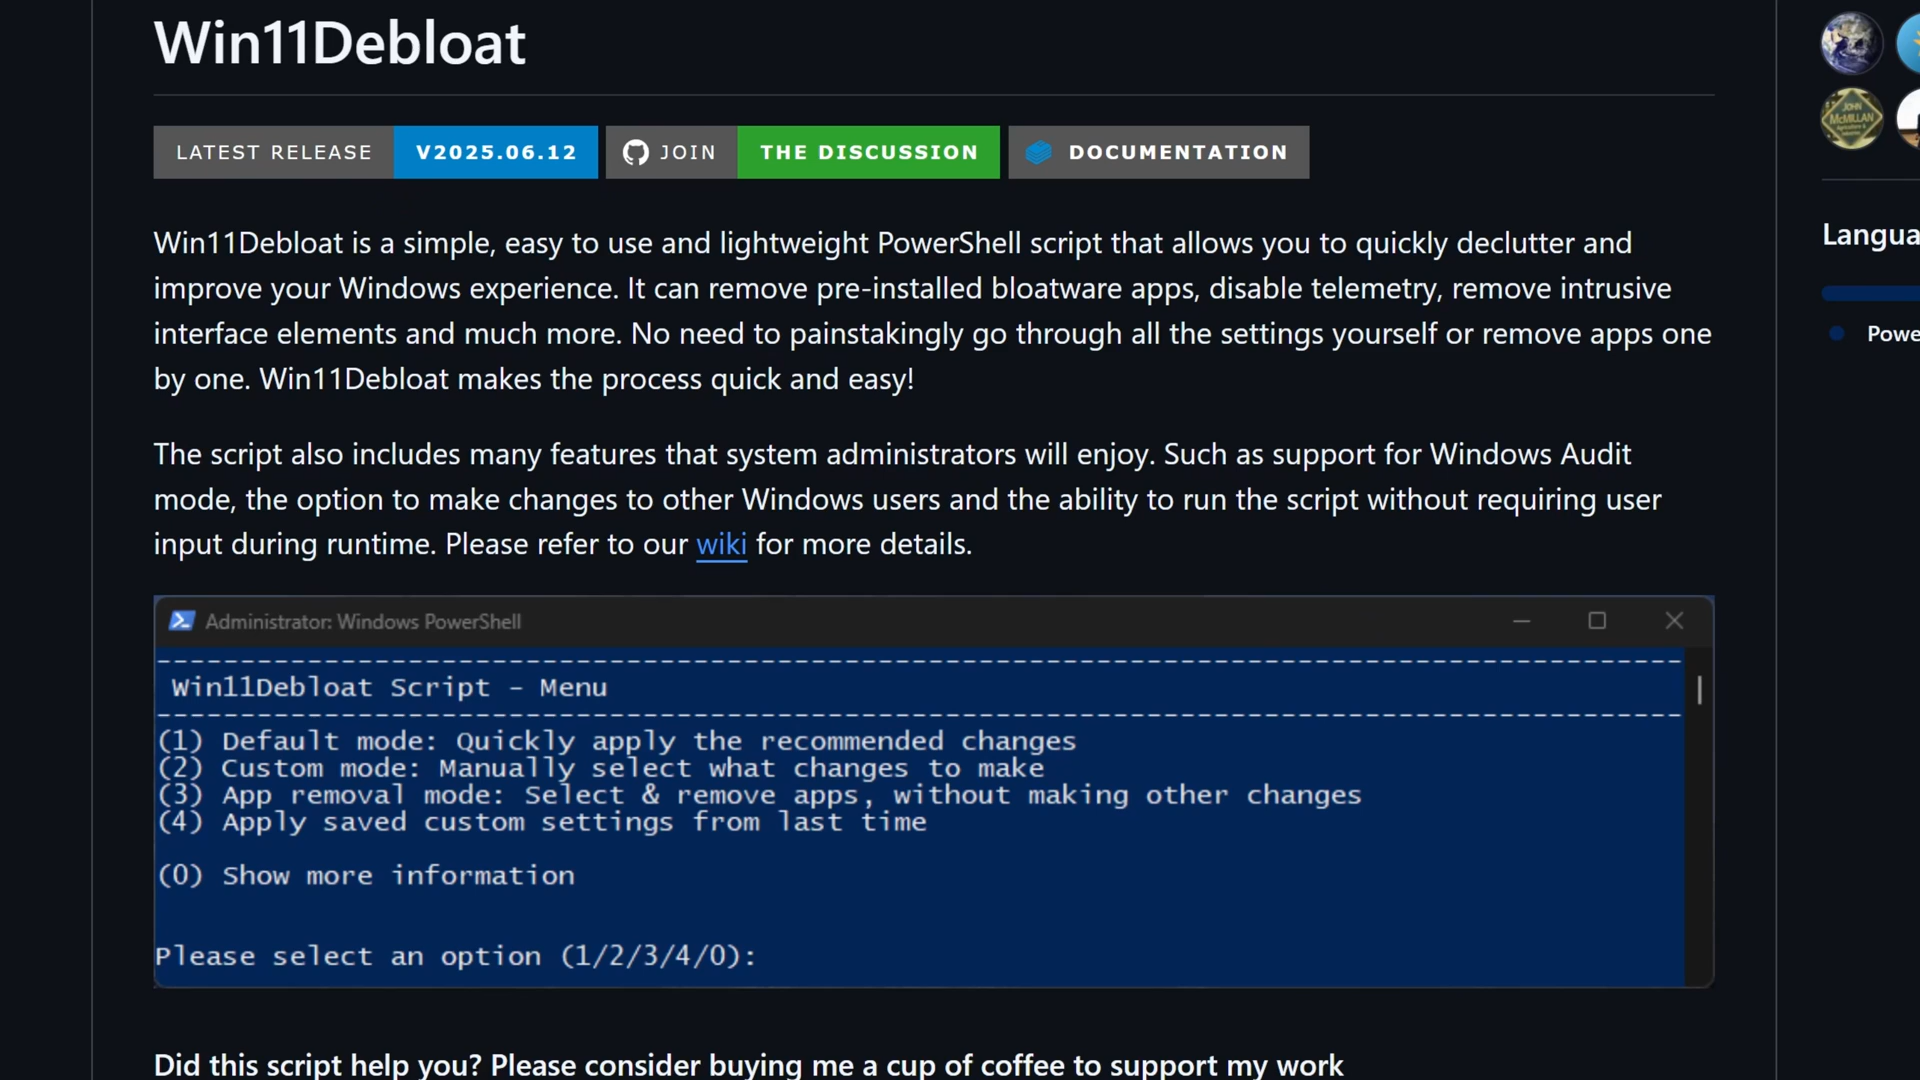 Win11Debloat
LATEST RELEASE V2025.06.12 JOIN THE DISCUSSION DOCUMENTATION
Win11Debloat is a simple, easy to use and lightweight PowerShell script that allows you to quickly declutter and
improve your Windows experience. It can remove pre-installed bloatware apps, disable telemetry, remove intrusive
interface elements and much more. No need to painstakingly go through all the settings yourself or remove apps one
by one. Win11Debloat makes the process quick and easy!
The script also includes many features that system administrators will enjoy. Such as support for Windows Audit
mode, the option to make changes to other Windows users and the ability to run the script without requiring user
input during runtime. Please refer to our wiki for more details.
Administrator: Windows PowerShell
Win11Debloat Script - Menu
(1) Default mode: Quickly apply the recommended changes
(2) Custom mode: Manually select what changes to make
(3) App removal mode: Select & remove apps, without making other changes
(4) Apply saved custom settings from last time
(0) Show more information
Please select an option (1/2/3/4/0):
Did this script help you? Please consider buying me a cup of coffee to support my work
JOHN
McMILLAN
Langua
Powe